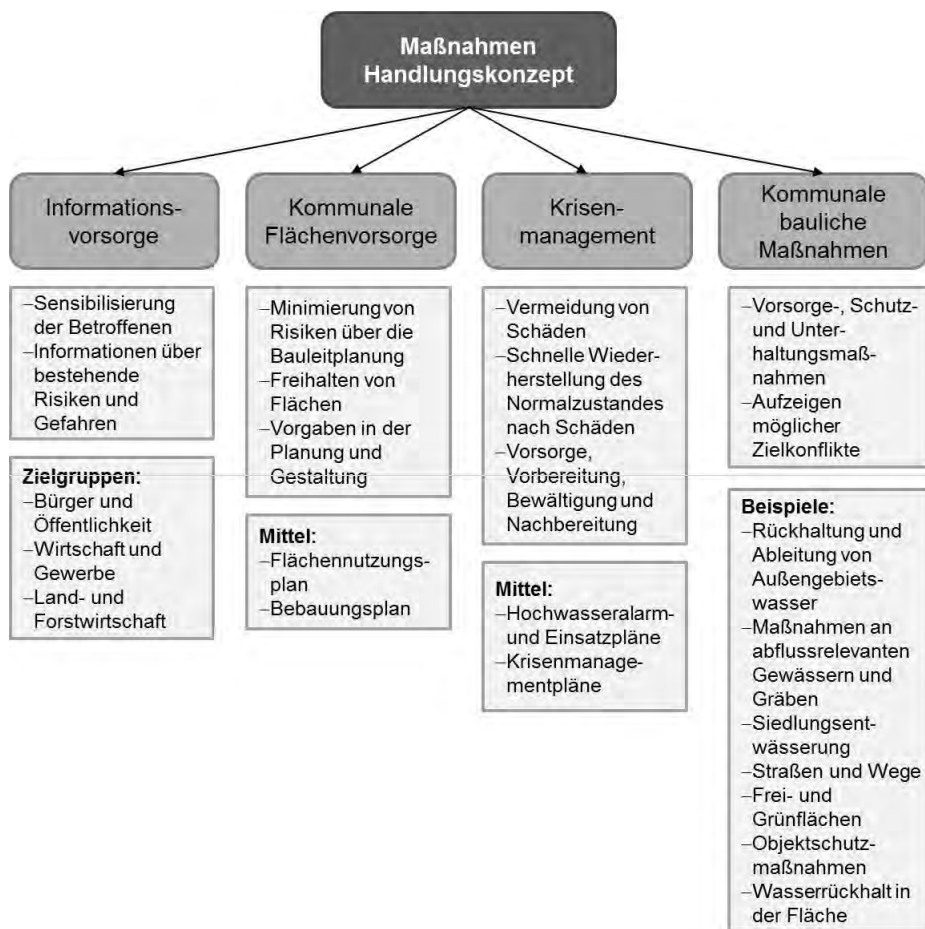 Maßnahmen
Handlungskonzept
Informations-
vorsorge
–Sensibilisierung
der Betroffenen
–Informationen über
bestehende
Risiken und
Gefahren
Zielgruppen:
–Bürger und
Öffentlichkeit
–Wirtschaft und
Gewerbe
–Land- und
Forstwirtschaft
Kommunale
Flächenvorsorge
–Minimierung von
Risiken über die
Bauleitplanung
–Freihalten von
Flächen
–Vorgaben in der
Planung und
Gestaltung
Mittel:
–Flächennutzungs-
plan
–Bebauungsplan
Krisen-
management
–Vermeidung von
Schäden
–Schnelle Wieder-
herstellung des
Normalzustandes
nach Schäden
–Vorsorge,
Vorbereitung,
Bewältigung und
Nachbereitung
Mittel:
–Hochwasseralarm-
und Einsatzpläne
–Krisenmanage-
mentpläne
Kommunale
bauliche
Maßnahmen
–Vorsorge-, Schutz-
und Unter-
haltungsmaß-
nahmen
–Aufzeigen
möglicher
Zielkonflikte
Beispiele:
–Rückhaltung und
Ableitung von
Außengebiets-
wasser
–Maßnahmen an
abflussrelevanten
Gewässern und
Gräben
–Siedlungsent-
wässerung
–Straßen und Wege
–Frei- und
Grünflächen
–Objektschutz-
maßnahmen
–Wasserrückhalt in
der Fläche